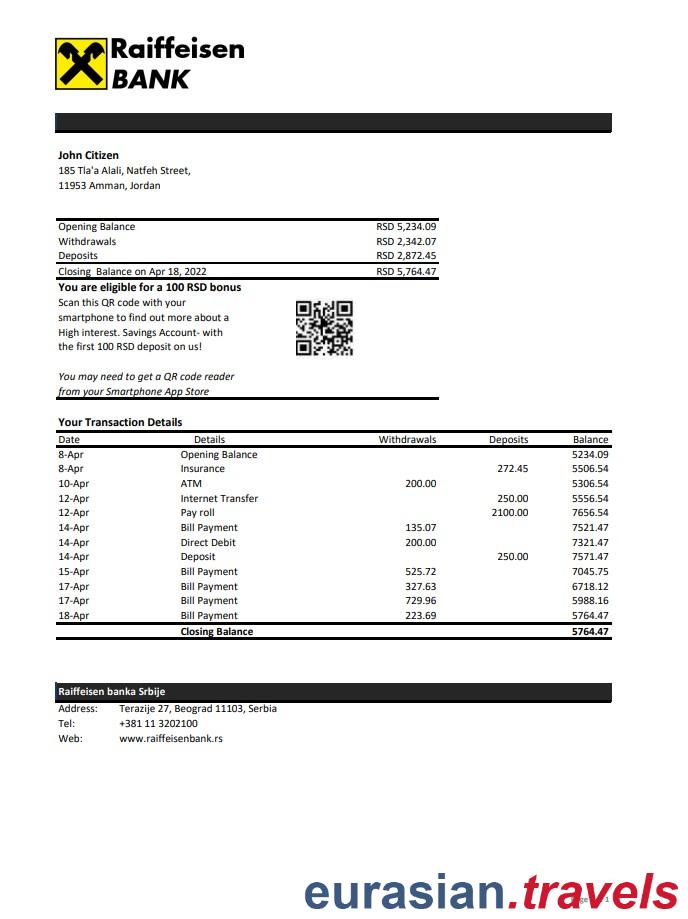 Raiffeisen
BANK
John Citizen
185 Tla'a Alali, Natfeh Street,
11953 Amman, Jordan
Opening Balance RSD 5,234.09
Withdrawals RSD 2,342.07
Deposits RSD 2,872.45
Closing Balance on Apr 18, 2022 RSD 5,764.47
You are eligible for a 100 RSD bonus
Scan this QR code with your
smartphone to find out more about a
High interest. Savings Account- with
the first 100 RSD deposit on us!
You may need to get a QR code reader
from your Smartphone App Store
Your Transaction Details
Date Details Withdrawals Deposits Balance
8-Apr Opening Balance 5234.09
8-Apr Insurance 272.45 5506.54
10-Apr ATM 200.00 5306.54
12-Apr Internet Transfer 250.00 5556.54
12-Apr Pay roll 2100.00 7656.54
14-Apr Bill Payment 135.07 7521.47
14-Apr Direct Debit 200.00 7321.47
14-Apr Deposit 250.00 7571.47
15-Apr Bill Payment 525.72 7045.75
17-Apr Bill Payment 327.63 6718.12
17-Apr Bill Payment 729.96 5988.16
18-Apr Bill Payment 223.69 5764.47
Closing Balance 5764.47
Raiffeisen banka Srbije
Address: Terazije 27, Beograd 11103, Serbia
Tel: +381 11 3202100
Web: www.raiffeisenbank.rs
eurasian.travels